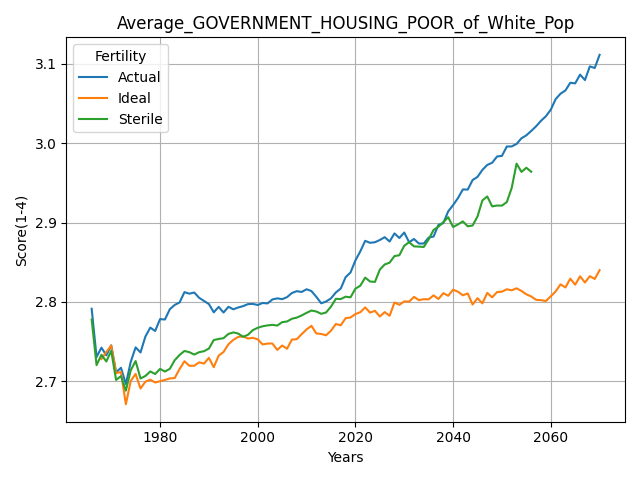 Average_GOVERNMENT_HOUSING_POOR_of_White_Pop
Fertility
Actual
Ideal
Sterile
Score(1-4)
3.1
3.0
2.9
2.8
2.7
1980
2000
2020
2040
2060
Years